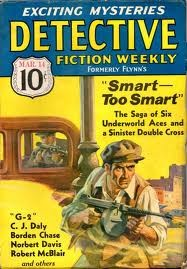 EXCITING MYSTERIES
DETECTIVE
FICTION WEEKLY
FORMERLY FLYNN'S
MAR. 14
10¢
"Smart—
Too Smart"
The Saga of Six
Underworld Aces and
a Sinister Double Cross
"G-2"
C. J. Daly
Borden Chase
Norbert Davis
Robert McBlair
and others